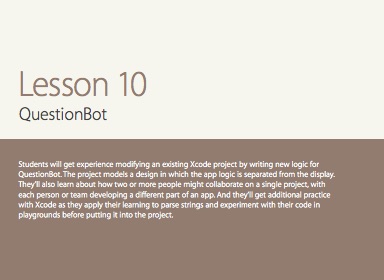 Lesson 10
QuestionBot
Students will get experience modifying an existing Xcode project by writing new logic for
QuestionBot. The project models a design in which the app logic is separated from the display.
They'll also learn about how two or more people might collaborate on a single project, with
each person or team developing a different part of an app. And they'll get additional practice
with Xcode as they apply their learning to parse strings and experiment with their code in
playgrounds before putting it into the project.